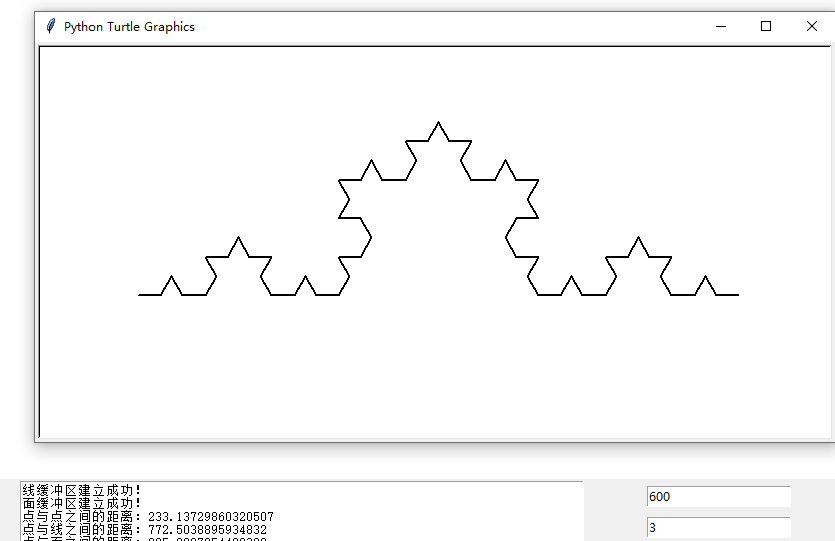 Python Turtle Graphics
线缓冲区建立成功!
面缓冲区建立成功!
点与点之间的距离: 233.13729860320507
点与线之间的距离: 772.5038895934832
600
3